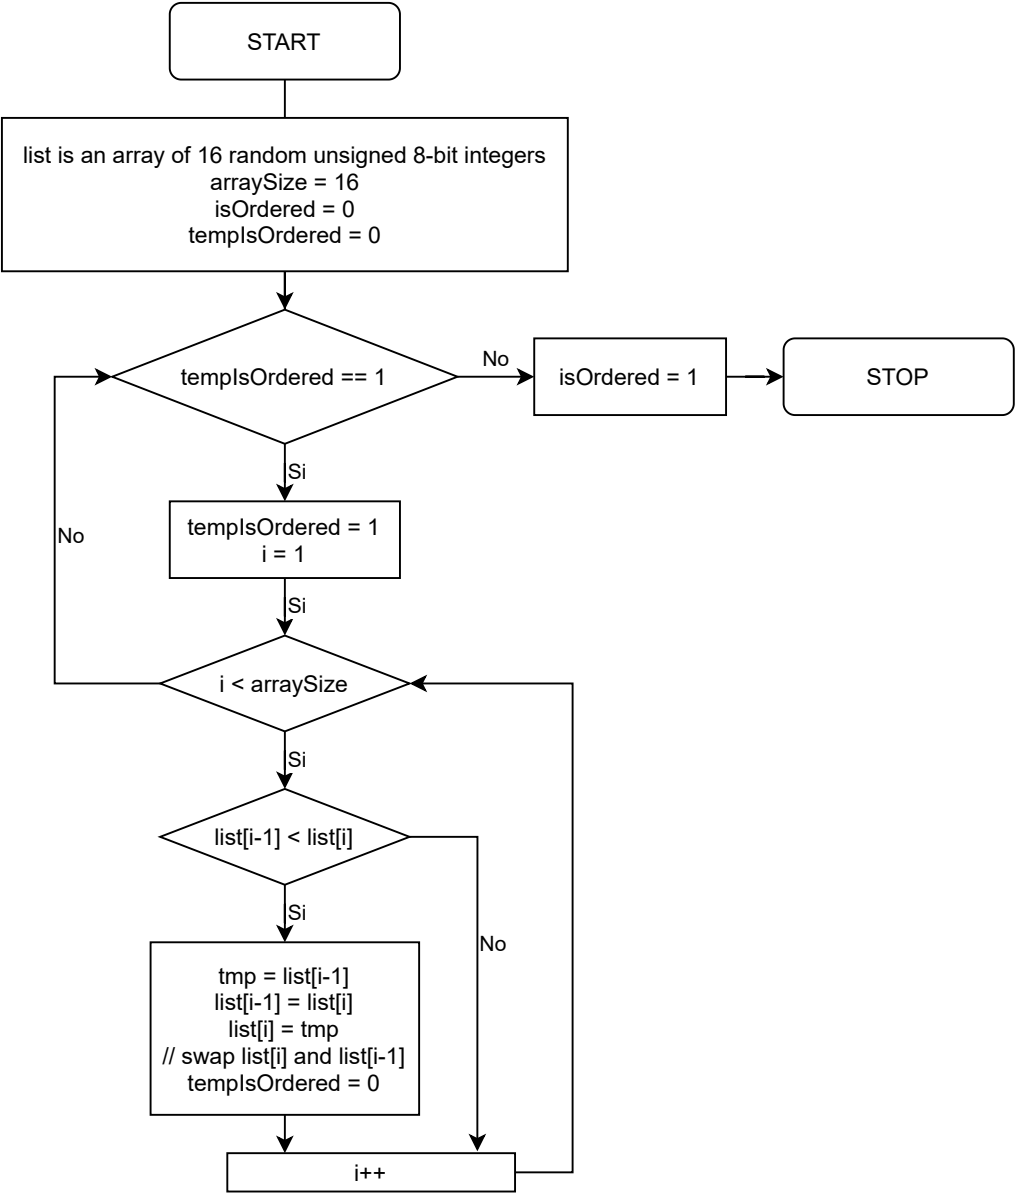 START
list is an array of 16 random unsigned 8-bit integers
arraySize = 16
isOrdered = 0
tempIsOrdered = 0
tempIsOrdered == 1
No
isOrdered = 1
STOP
Si
tempIsOrdered = 1
i = 1
No
Si
i < arraySize
Si
list[i-1] < list[i]
Si
No
tmp = list[i-1]
list[i-1] = list[i]
list[i] = tmp
// swap list[i] and list[i-1]
tempIsOrdered = 0
i++